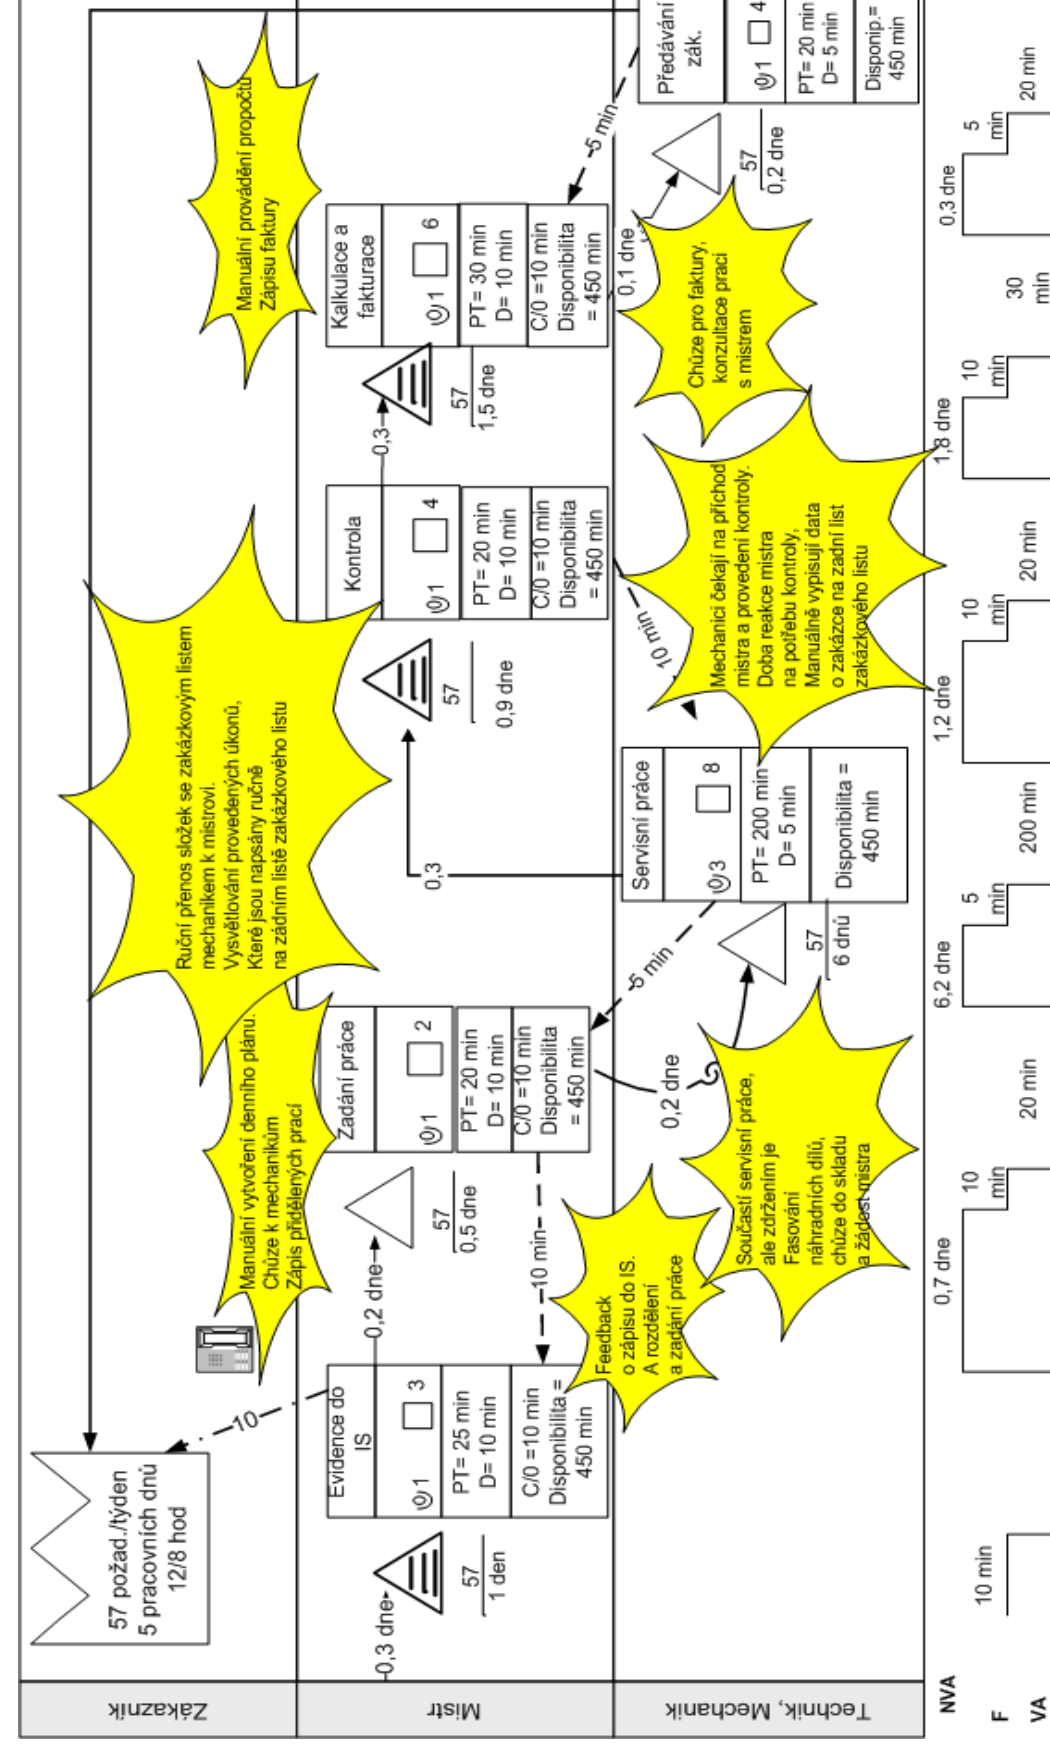 Zákazník
57 požad./týden
5 pracovních dnů
12/8 hod
10
Manuální vytvoření denního plánu.
Chůze k mechanikům
Zápis přidělených prací
Ruční přenos složek se zakázkovým listem
mechanikem k mistrovi.
Vysvětlování provedených úkonů,
Které jsou napsány ručně
na zádním listě zakázkového listu
Manuální provádění propočtů
Zápisu faktury
Mistr
0,3 dne
57
1 den
Evidence do
IS
1
3
PT= 25 min
D= 10 min
C/0 =10 min
Disponibilita =
450 min
0,2 dne
10 min
57
0,5 dne
Zadání práce
1
2
PT= 20 min
D= 10 min
C/0 =10 min
Disponibilita
= 450 min
0,3
57
0,9 dne
Kontrola
1
4
PT= 20 min
D= 10 min
C/0 =10 min
Disponibilita
= 450 min
0,3
57
1,5 dne
Kalkulace a
fakturace
1
6
PT= 30 min
D= 10 min
C/0 =10 min
Disponibilita
= 450 min
5 min
Technik, Mechanik
Feedback
o zápisu do IS.
A rozdělení
a zadání práce
0,2 dne
5 min
Součastí servisní práce,
ale zdržením je
Fasování
náhradních dílů,
chůze do skladu
a žádost mistra
57
6 dnů
Servisní práce
3
8
PT= 200 min
D= 5 min
Disponibilita =
450 min
10 min
Mechanici čekají na příchod
mistra a provedení kontroly.
Doba reakce mistra
na potřebu kontroly,
Manuálně vypisují data
o zakázce na zadní list
zakázkového listu
0,1 dne
Chůze pro faktury,
konzultace prací
s mistrem
57
0,2 dne
Předávání
zák.
1
4
PT= 20 min
D= 5 min
Disponip.=
450 min
NVA
0,7 dne
6,2 dne
1,2 dne
1,8 dne
0,3 dne
F
10 min
10
min
5
min
10
min
10
min
5
min
VA
20 min
200 min
20 min
30
min
20 min